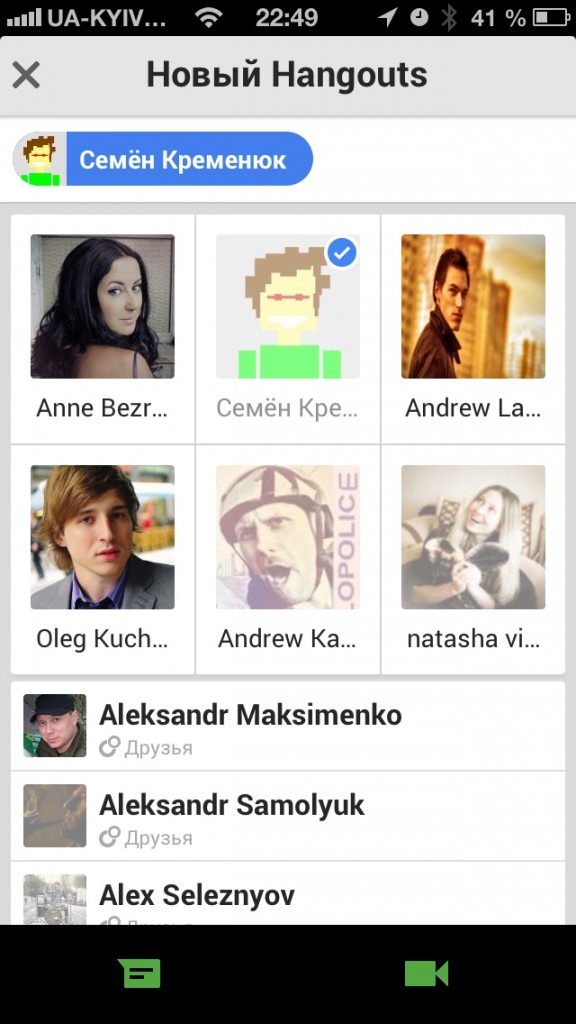 UA-KYIV... 22:49 41 %
Новый Hangouts
Семён Кременюк
Anne Bezr... Семён Кре... Andrew La...
OPOLICE
Oleg Kuch... Andrew Ka... natasha vi...
Aleksandr Maksimenko
Друзья
Aleksandr Samolyuk
Друзья
Alex Seleznyov